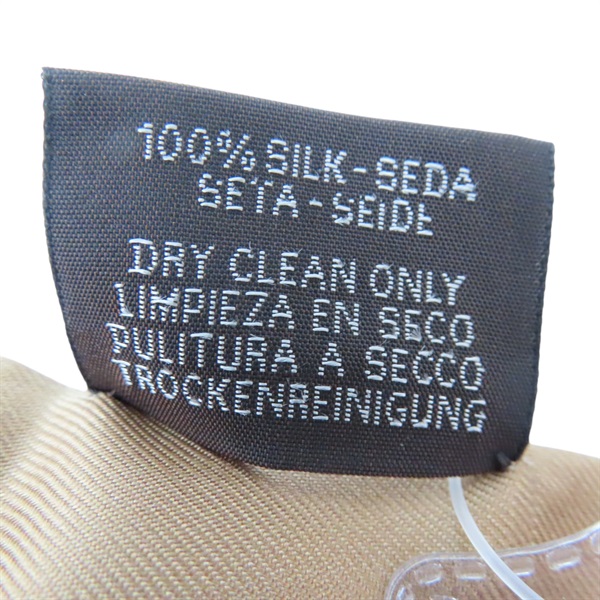 100% SILK-SEDA
SETA-SEIDE
DRY CLEAN ONLY
LIMPIEZA EN SECO
PULITURA A SECCO
TROCKENREINIGUNG